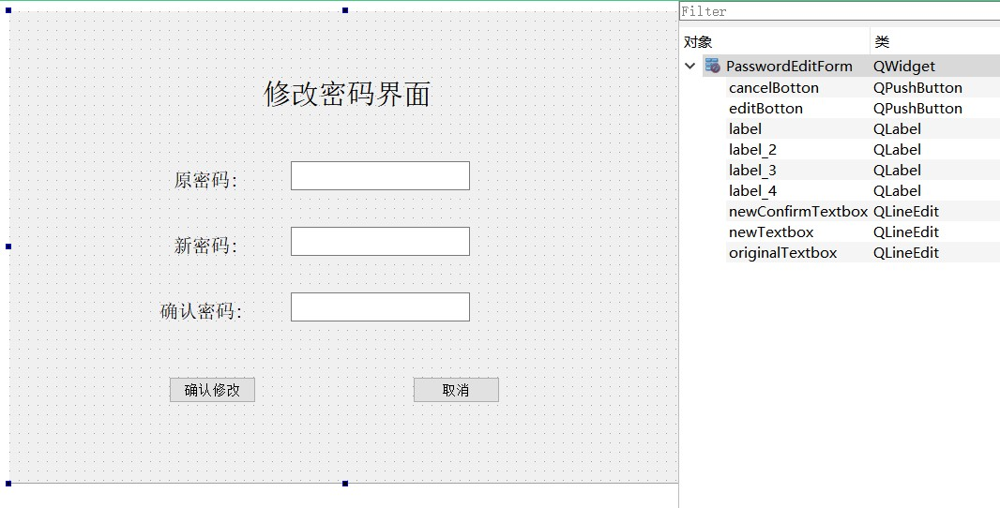 修改密码界面
原密码：
新密码：
确认密码：
确认修改 取消
Filter
对象 类
PasswordEditForm QWidget
cancelBotton QPushButton
editBotton QPushButton
label QLabel
label_2 QLabel
label_3 QLabel
label_4 QLabel
newConfirmTextbox QLineEdit
newTextbox QLineEdit
originalTextbox QLineEdit